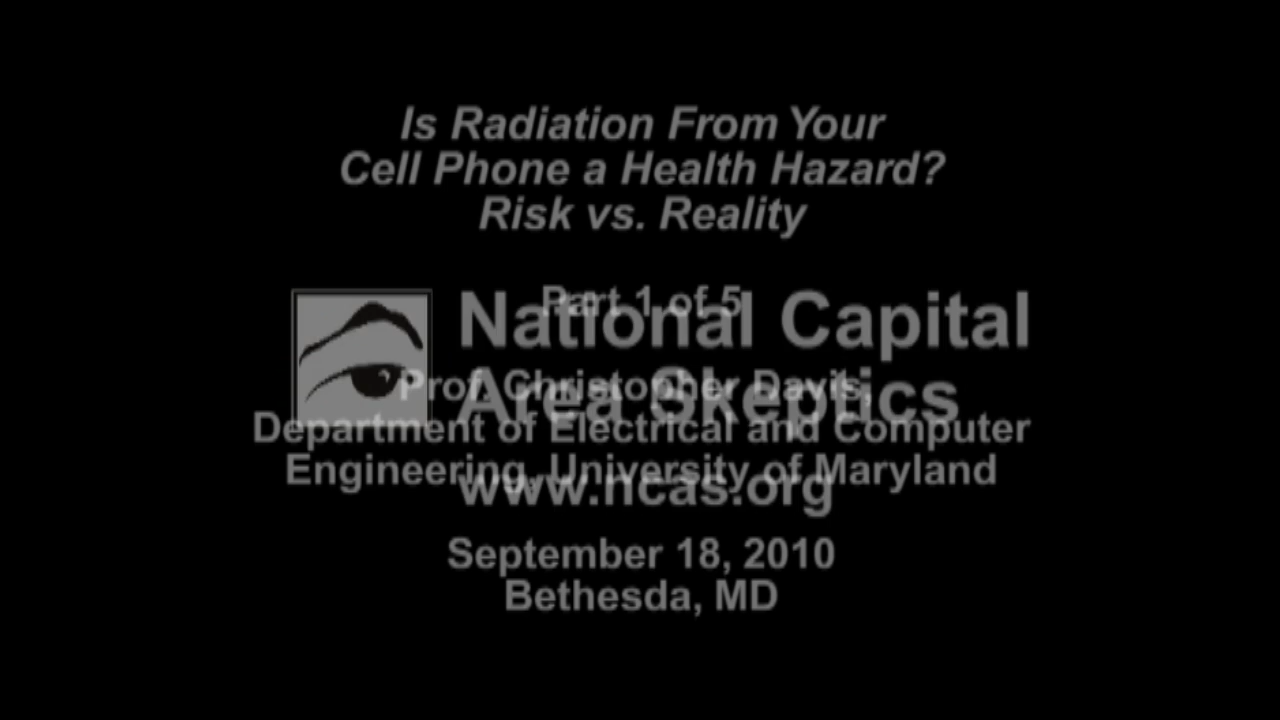 Is Radiation From Your
Cell Phone a Health Hazard?
Risk vs. Reality
Part 1 of 5
National Capital
Area Skeptics
Prof. Christopher Davis,
Department of Electrical and Computer
Engineering, University of Maryland
www.ncas.org
September 18, 2010
Bethesda, MD